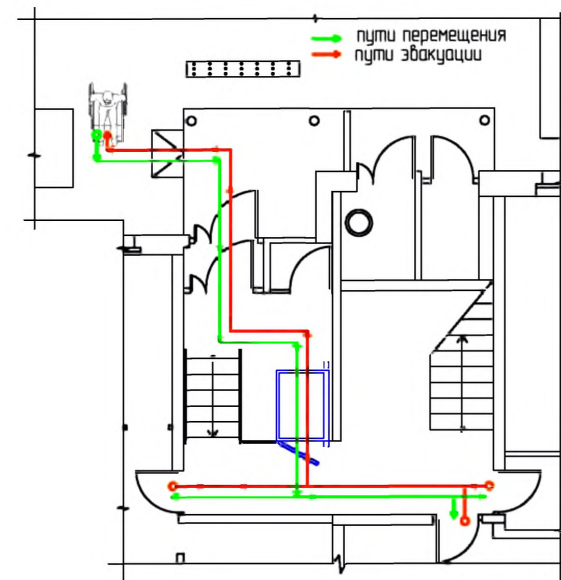 пути перемещения
пути эвакуации